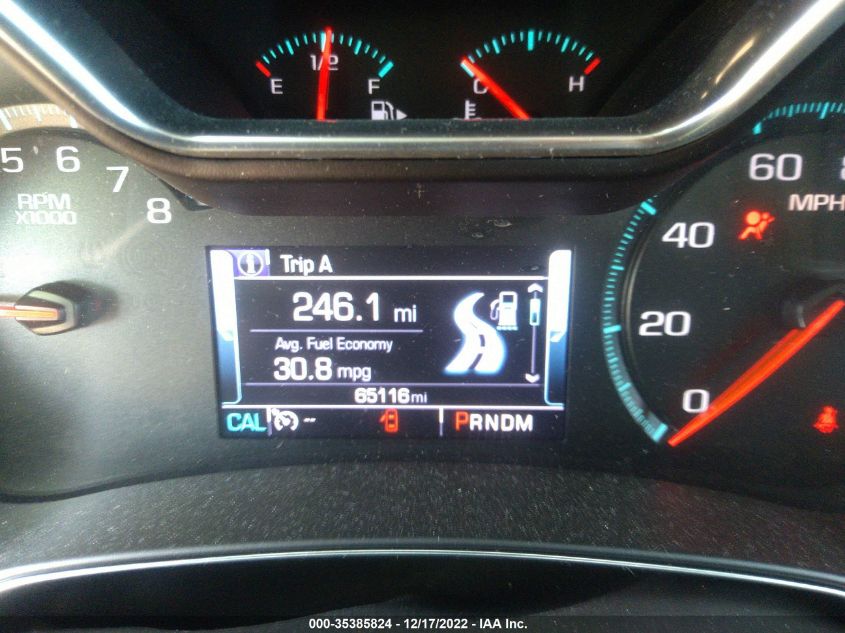 1/2
E F C H
5 6 7 8
RPM
X1000
60
MPH
40
20
0
Trip A
246.1 mi
Avg. Fuel Economy
30.8 mpg
65116mi
CAL -- PRNDM
000-35385824 - 12/17/2022 - IAA Inc.